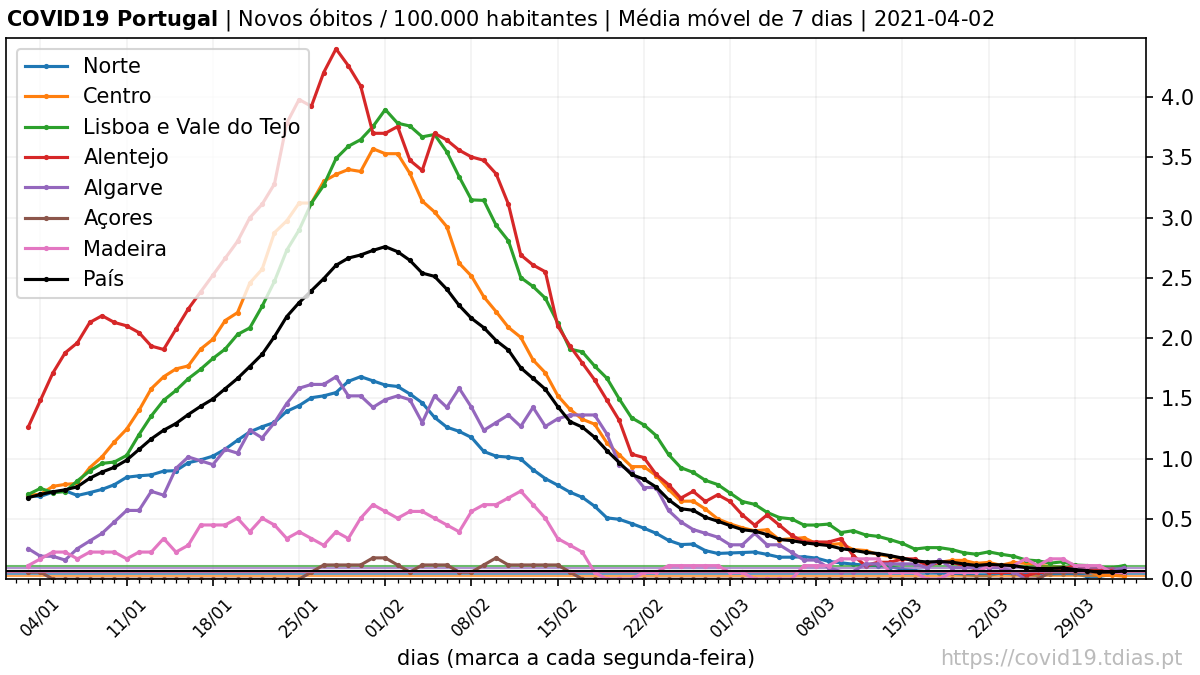 COVID19 Portugal | Novos óbitos / 100.000 habitantes | Média móvel de 7 dias | 2021-04-02
Norte
Centro
Lisboa e Vale do Tejo
Alentejo
Algarve
Açores
Madeira
País
4.0
3.5
3.0
2.5
2.0
1.5
1.0
0.5
0.0
04/01
11/01
18/01
25/01
01/02
08/02
15/02
22/02
01/03
08/03
15/03
22/03
29/03
dias (marca a cada segunda-feira)
https://covid19.tdias.pt